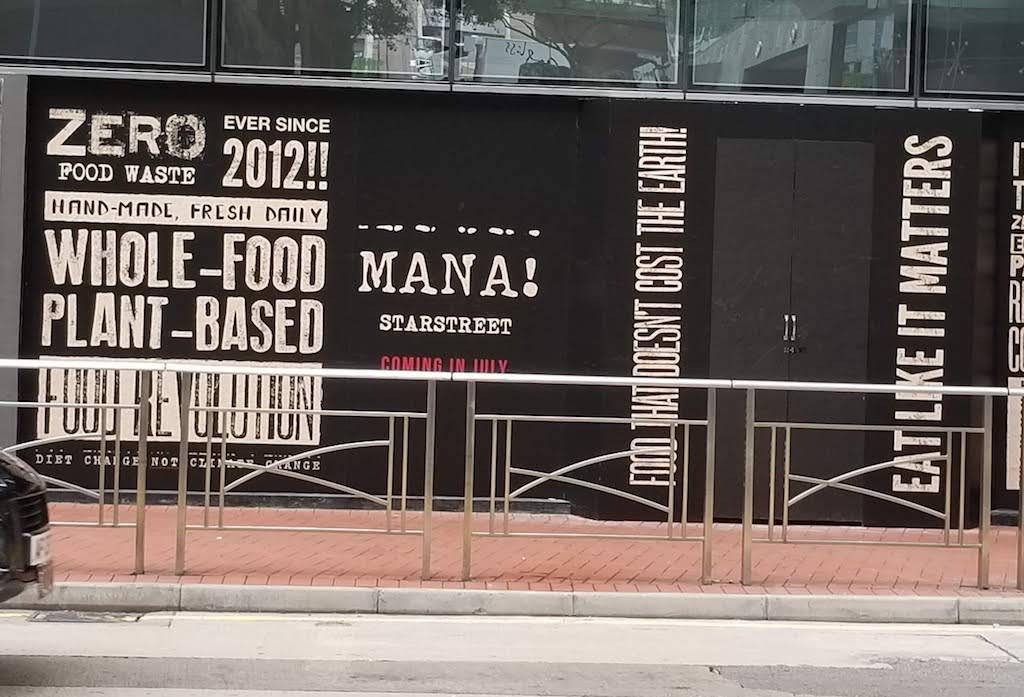 ZERO
FOOD WASTE
EVER SINCE
2012!!
HAND-MADE, FRESH DAILY
WHOLE-FOOD
PLANT-BASED
FOOD REVOLUTION
DIET CHANGE NOT CLIMATE CHANGE
MANA!
STARSTREET
COMING IN JULY
FOOD THAT DOESN'T COST THE EARTH!
EAT LIKE IT MATTERS